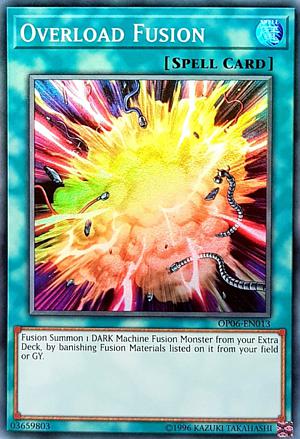 OVERLOAD FUSION
SPELL
[SPELL CARD]
OP06-EN013
Fusion Summon 1 DARK Machine Fusion Monster from your Extra
Deck, by banishing Fusion Materials listed on it from your field
or GY.
03659803
©1996 KAZUKI TAKAHASHI